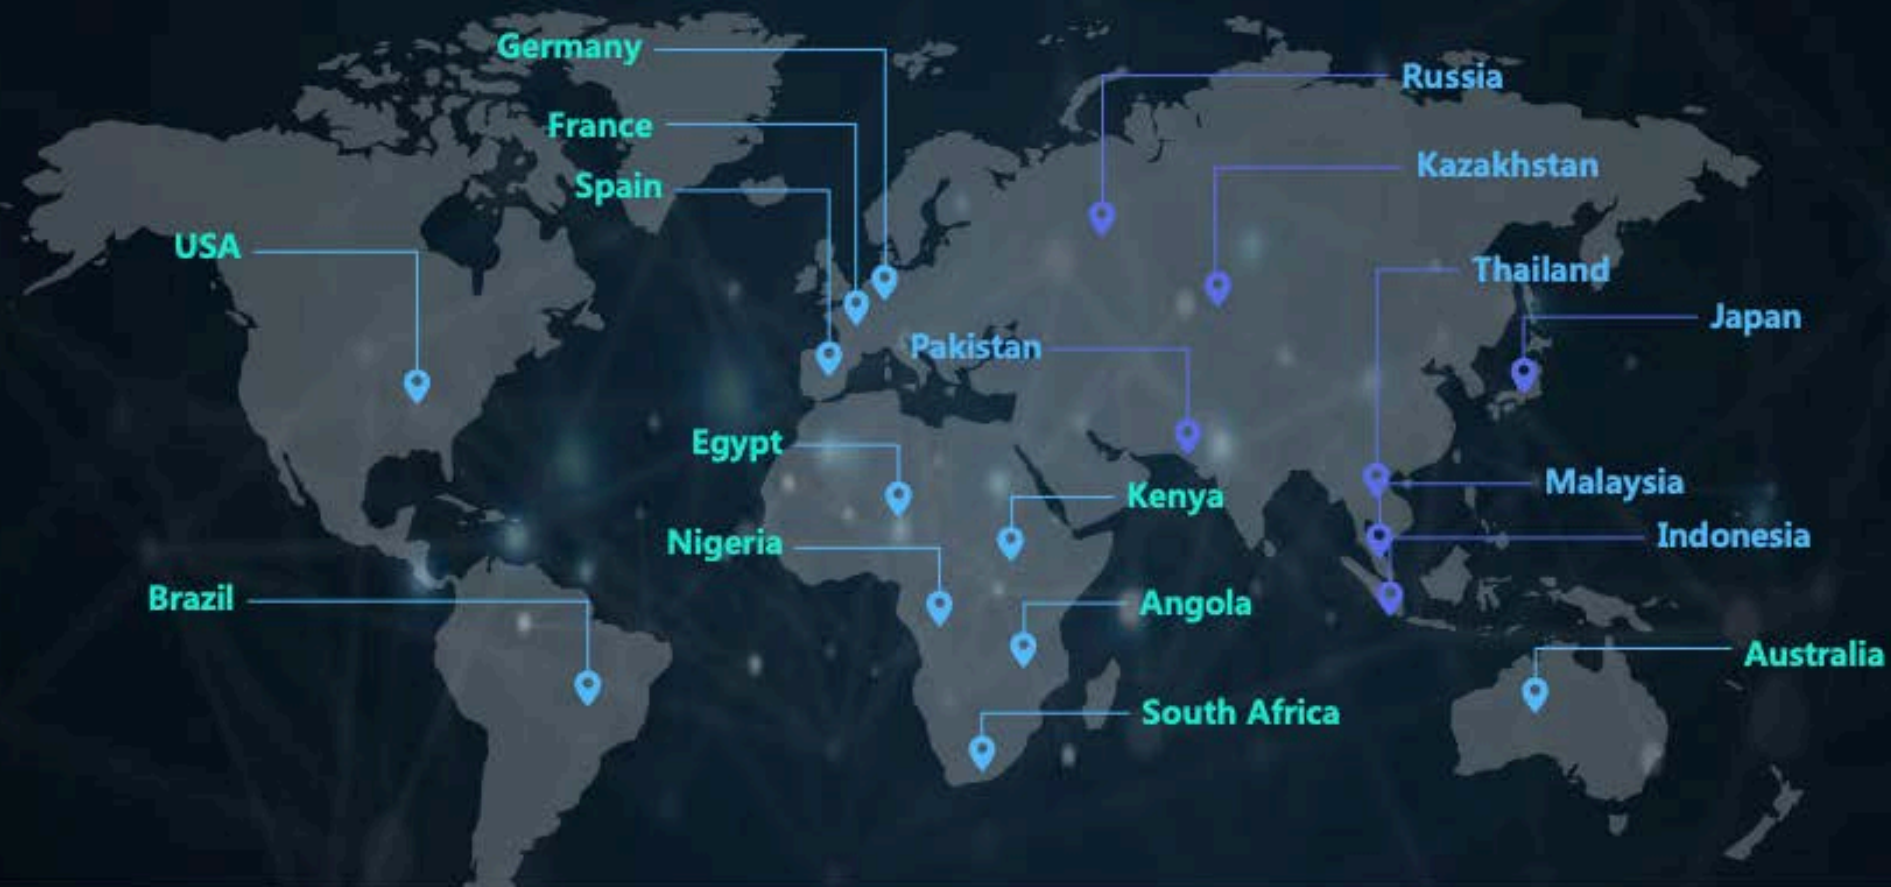 Germany
Russia
France
Kazakhstan
Spain
USA
Thailand
Japan
Pakistan
Egypt
Malaysia
Kenya
Indonesia
Nigeria
Brazil
Angola
Australia
South Africa